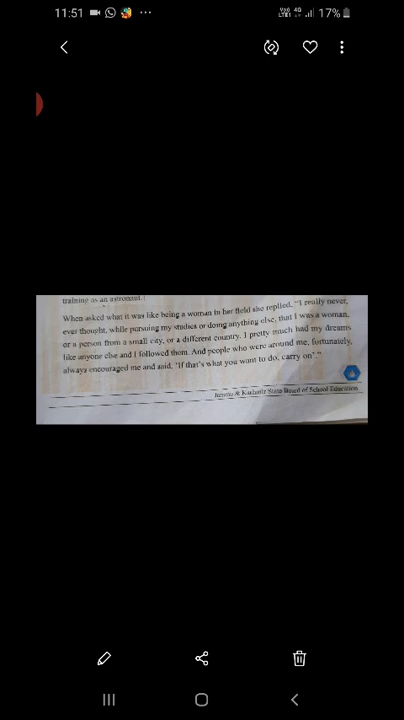 11:51
17%
training as an astronaut.
When asked what it was like being a woman in her field she replied, "I really never,
ever thought, while pursuing my studies or doing anything else, that I was a woman,
or a person from a small city, or a different country. I pretty much had my dreams
like anyone else and I followed them. And people who were around me, fortunately,
always encouraged me and said, 'If that's what you want to do, carry on'."
Jammu & Kashmir State Board of School Education